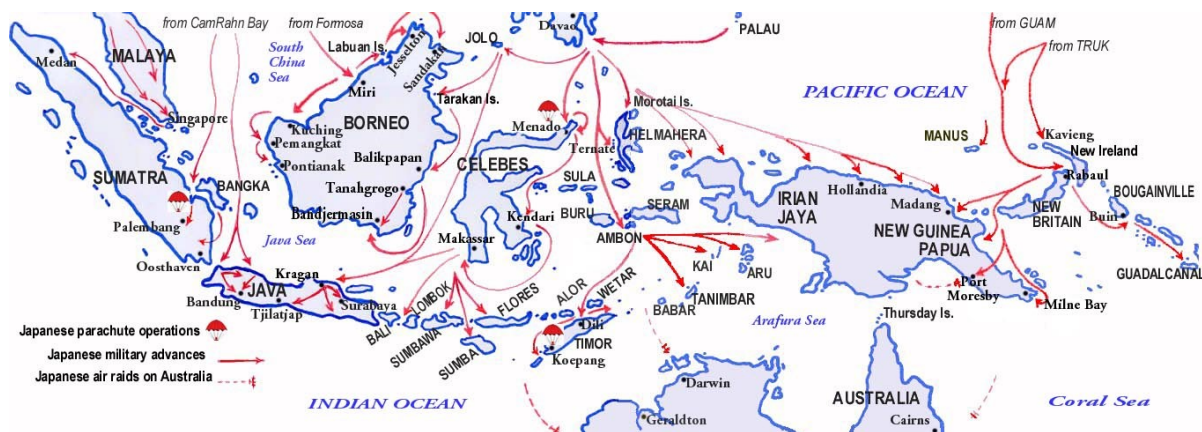 from CamRahn Bay
from Formosa
from GUAM
from TRUK
Davao
PALAU
JOLO
MALAYA
Medan
South
China
Sea
Labuan Is.
Jesselton
Sandakan
Miri
Tarakan Is.
Morotai Is.
PACIFIC OCEAN
Singapore
Kuching
Pemangkat
Pontianak
BORNEO
Balikpapan
Menado
CELEBES
Ternate
HELMAHERA
MANUS
Kavieng
New Ireland
Rabaul
SUMATRA
BANGKA
Tanahgrogo
Bandjermasin
SULA
BURU
SERAM
IRIAN
JAYA
Hollandia
Madang
NEW
BRITAIN
BOUGAINVILLE
Buin
Palembang
Java Sea
Kendari
Makassar
AMBON
NEW GUINEA
PAPUA
Oosthaven
KAI
ARU
GUADALCANAL
Kragan
JAVA
Bandung
Tjilatjap
Surabaya
BALI
LOMBOK
SUMBAWA
SUMBA
FLORES
ALOR
WETAR
Dili
TIMOR
Koepang
BABAR
TANIMBAR
Port
Moresby
Milne Bay
Thursday Is.
Arafura Sea
Japanese parachute operations
Japanese military advances
Japanese air raids on Australia
INDIAN OCEAN
Darwin
Geraldton
AUSTRALIA
Cairns
Coral Sea